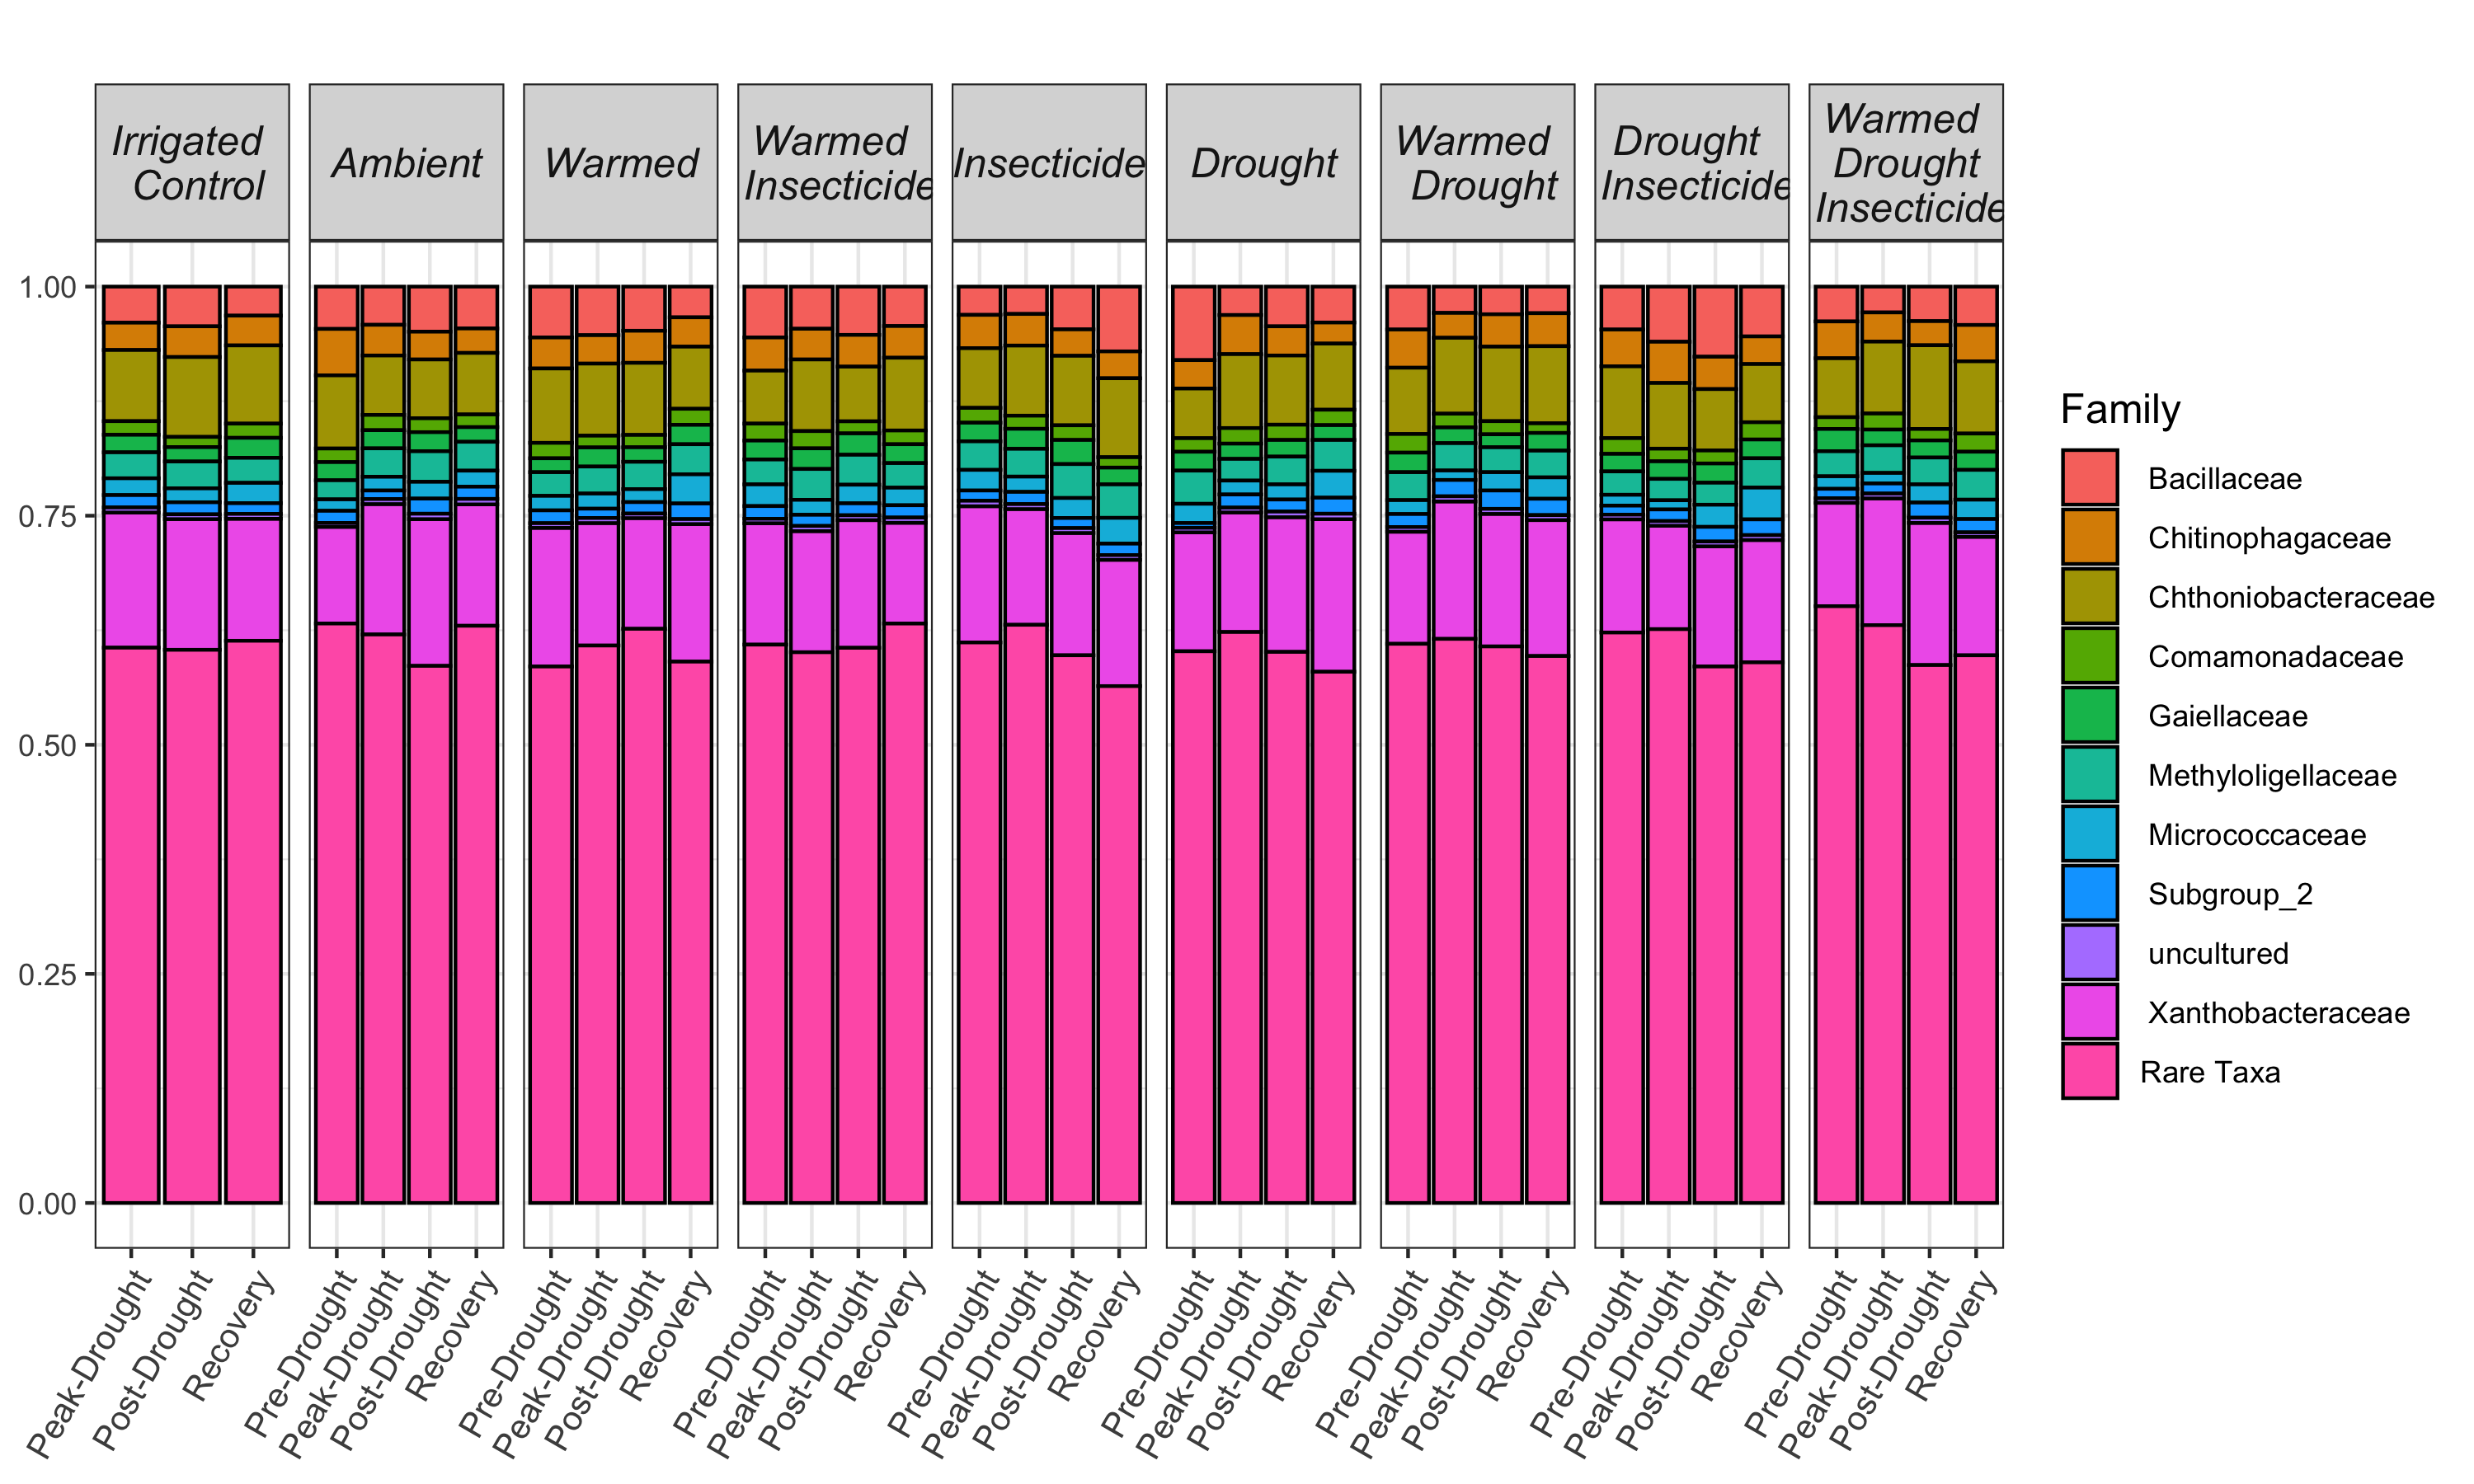 Irrigated
Control
Ambient
Warmed
Warmed
Insecticide
Insecticide
Drought
Warmed
Drought
Drought
Insecticide
Warmed
Drought
Insecticide
1.00
0.75
0.50
0.25
0.00
Peak-Drought
Post-Drought
Recovery
Pre-Drought
Peak-Drought
Post-Drought
Recovery
Pre-Drought
Peak-Drought
Post-Drought
Recovery
Pre-Drought
Peak-Drought
Post-Drought
Recovery
Pre-Drought
Peak-Drought
Post-Drought
Recovery
Pre-Drought
Peak-Drought
Post-Drought
Recovery
Pre-Drought
Peak-Drought
Post-Drought
Recovery
Pre-Drought
Peak-Drought
Post-Drought
Recovery
Pre-Drought
Peak-Drought
Post-Drought
Recovery
Family
Bacillaceae
Chitinophagaceae
Chthoniobacteraceae
Comamonadaceae
Gaiellaceae
Methyloligellaceae
Micrococcaceae
Subgroup_2
uncultured
Xanthobacteraceae
Rare Taxa